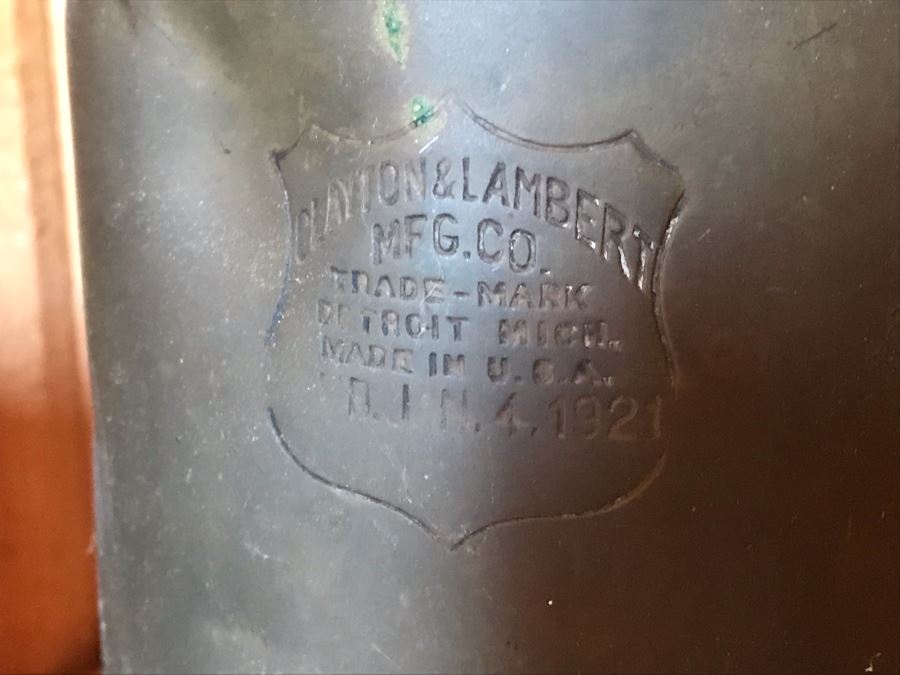 CLAYTON & LAMBERT
MFG. CO.
TRADE-MARK
DETROIT MICH.
MADE IN U.S.A.
4. 1921